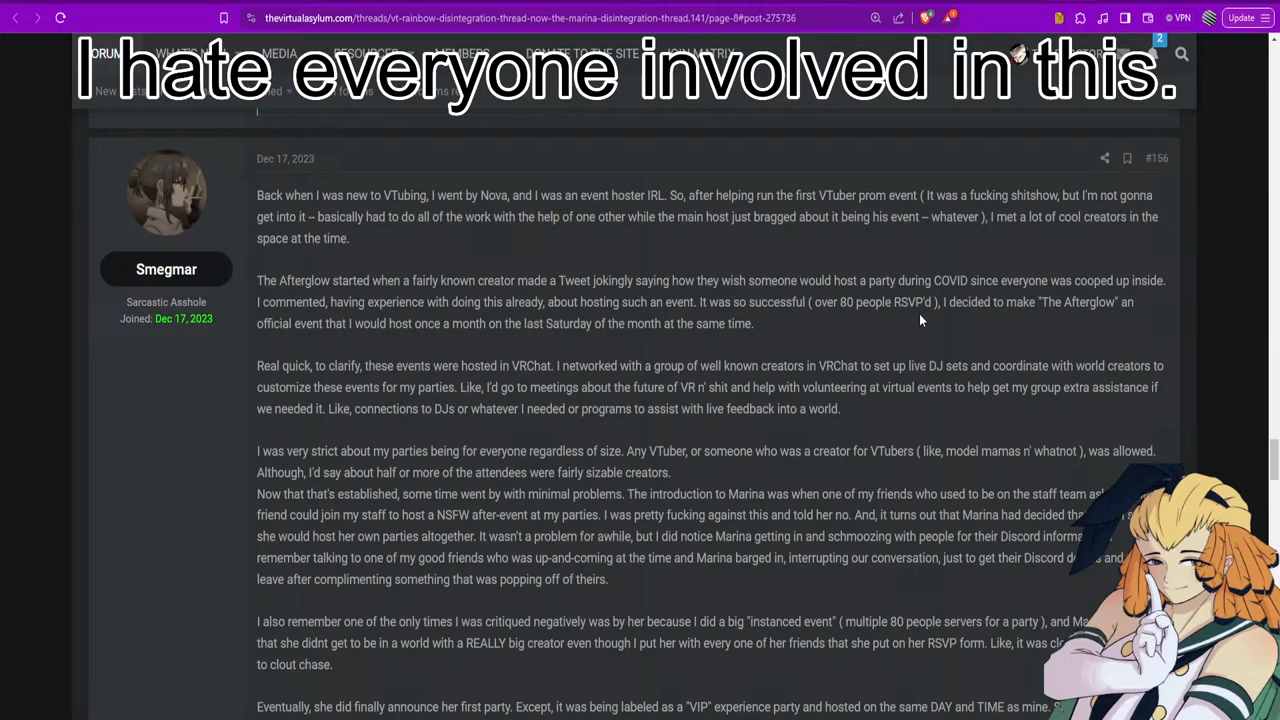 thevirtualasylum.com/threads/vt-rainbow-disintegration-thread-now-the-marina-disintegration-thread.141/page-8#post-275736
VPN
Update
MEDIA
RESOURCES
MEMBERS
DONATE TO THE SITE
JOIN MATRIX
2
I hate everyone involved in this.
Dec 17, 2023
#156
Smegmar
Sarcastic Asshole
Joined: Dec 17, 2023
Back when I was new to VTubing, I went by Nova, and I was an event hoster IRL. So, after helping run the first VTuber prom event ( It was a fucking shitshow, but I'm not gonna
get into it -- basically had to do all of the work with the help of one other while the main host just bragged about it being his event -- whatever ), I met a lot of cool creators in the
space at the time.
The Afterglow started when a fairly known creator made a Tweet jokingly saying how they wish someone would host a party during COVID since everyone was cooped up inside.
I commented, having experience with doing this already, about hosting such an event. It was so successful ( over 80 people RSVP'd ), I decided to make "The Afterglow" an
official event that I would host once a month on the last Saturday of the month at the same time.
Real quick, to clarify, these events were hosted in VRChat. I networked with a group of well known creators in VRChat to set up live DJ sets and coordinate with world creators to
customize these events for my parties. Like, I'd go to meetings about the future of VR n' shit and help with volunteering at virtual events to help get my group extra assistance if
we needed it. Like, connections to DJs or whatever I needed or programs to assist with live feedback into a world.
I was very strict about my parties being for everyone regardless of size. Any VTuber, or someone who was a creator for VTubers ( like, model mamas n' whatnot ), was allowed.
Although, I'd say about half or more of the attendees were fairly sizable creators.
Now that that's established, some time went by with minimal problems. The introduction to Marina was when one of my friends who used to be on the staff team
friend could join my staff to host a NSFW after-event at my parties. I was pretty fucking against this and told her no. And, it turns out that Marina had decided
she would host her own parties altogether. It wasn't a problem for awhile, but I did notice Marina getting in and schmoozing with people for their Discord
remember talking to one of my good friends who was up-and-coming at the time and Marina barged in, interrupting our conversation, just to get their Discord
leave after complimenting something that was popping off of theirs.
I also remember one of the only times I was critiqued negatively was by her because I did a big "instanced event" ( multiple 80 people servers for a party ), and
that she didnt get to be in a world with a REALLY big creator even though I put her with every one of her friends that she put on her RSVP form. Like, it was
to clout chase.
Eventually, she did finally announce her first party. Except, it was being labeled as a "VIP" experience party and hosted on the same DAY and TIME as mine.